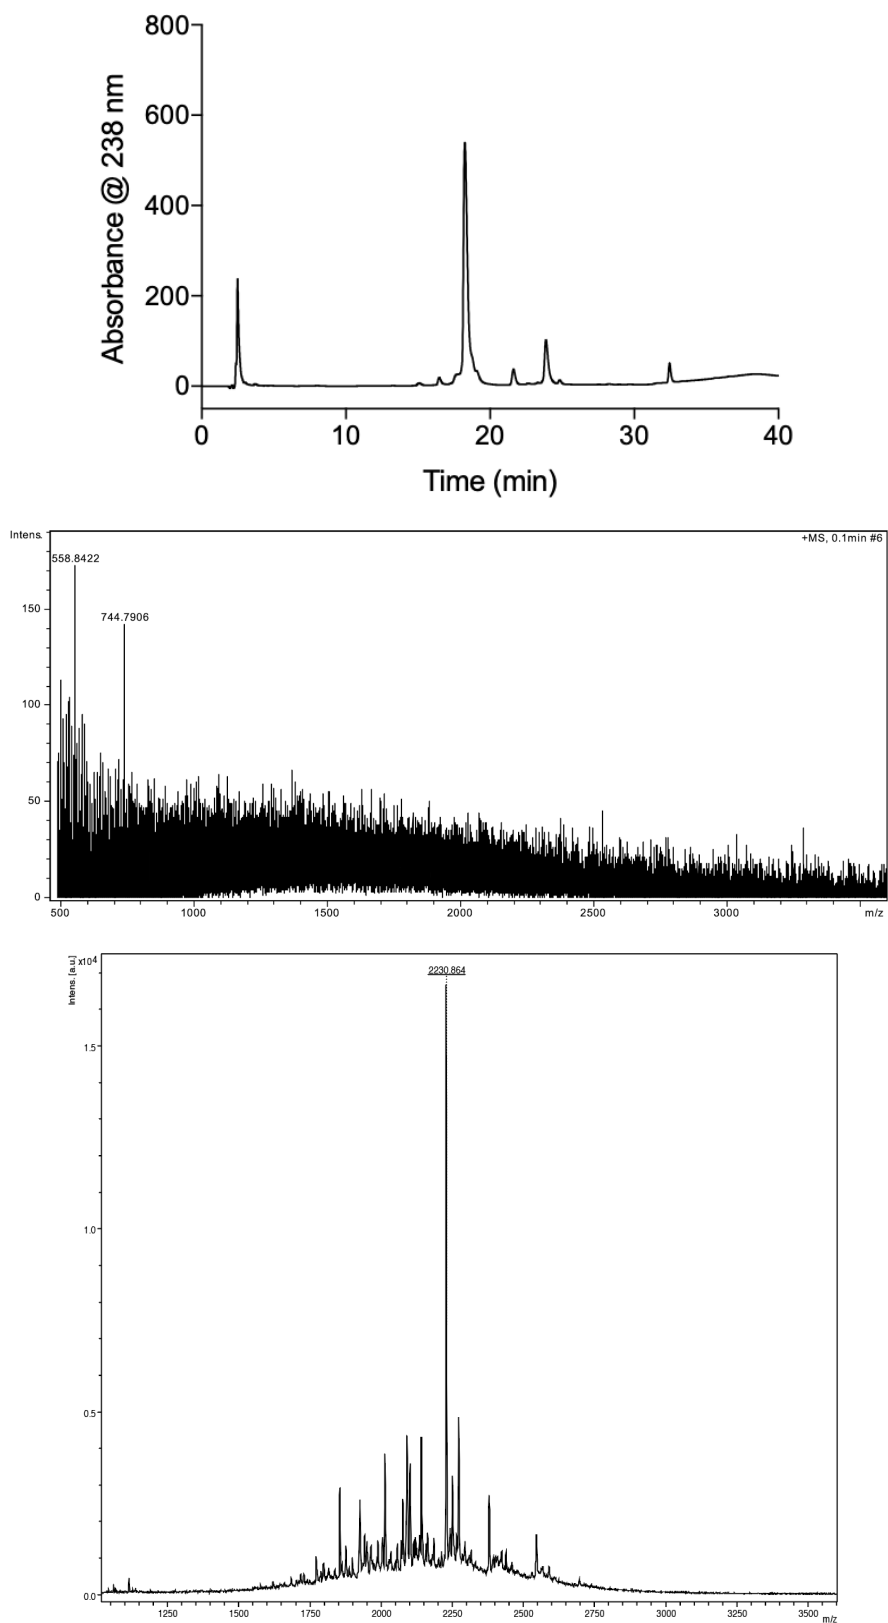 800
600
400
200
0
Absorbance @ 238 nm
0 10 20 30 40
Time (min)
Intens.
+MS, 0.1min #6
558.8422
150
744.7906
100
50
0
500 1000 1500 2000 2500 3000 m/z
Intens. [a.u.]
x10⁴
2230.864
1.5
1.0
0.5
0.0
1250 1500 1750 2000 2250 2500 2750 3000 3250 3500 m/z